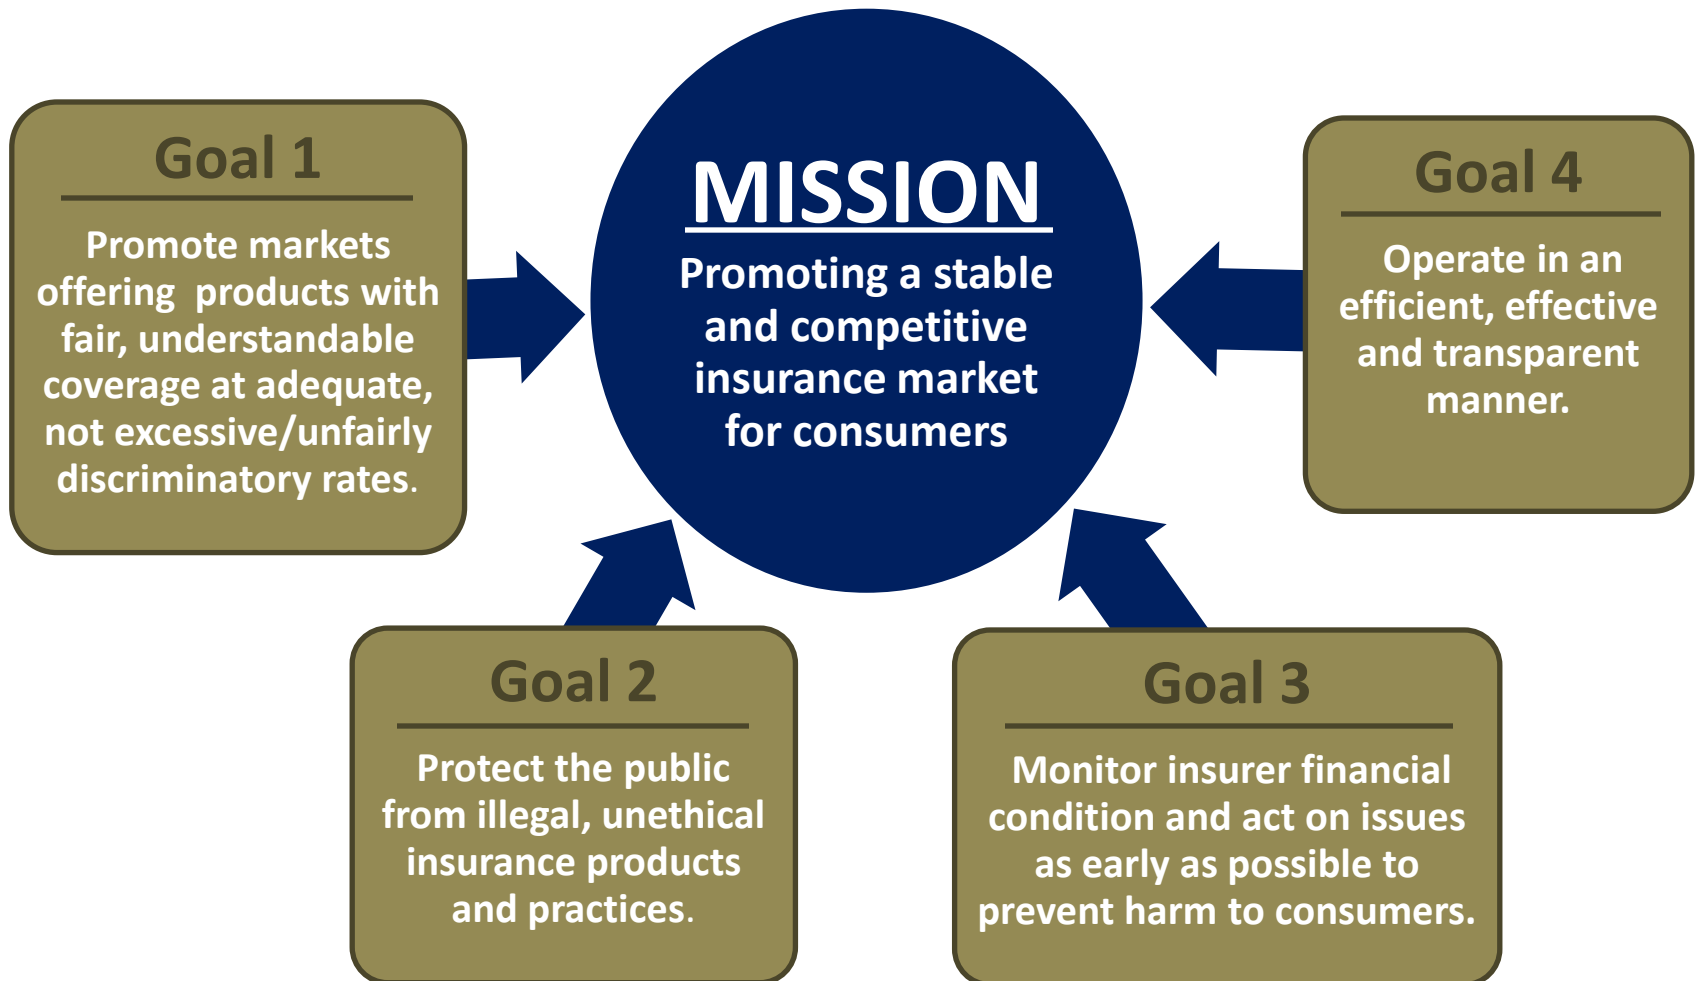 MISSION
Promoting a stable
and competitive
insurance market
for consumers
Goal 1
Promote markets
offering  products with
fair, understandable
coverage at adequate,
not excessive/unfairly
discriminatory rates.
Goal 2
Protect the public
from illegal, unethical
insurance products
and practices.
Goal 3
Monitor insurer financial
condition and act on issues
as early as possible to
prevent harm to consumers.
Goal 4
Operate in an
efficient, effective
and transparent
manner.